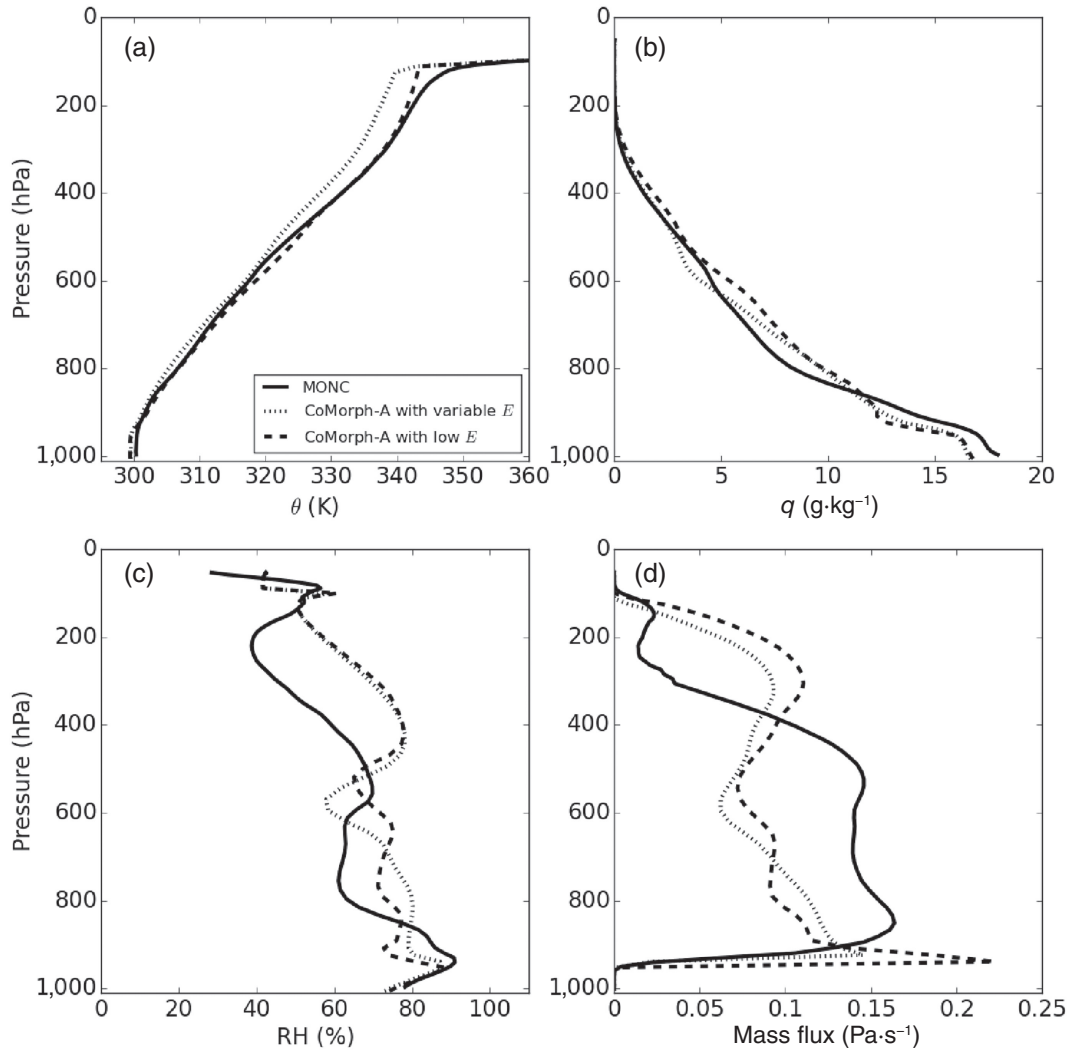 (a)
0
200
400
600
800
1,000
Pressure (hPa)
300 310 320 330 340 350 360
θ (K)
MONC
CoMorph-A with variable E
CoMorph-A with low E
(b)
0
200
400
600
800
1,000
0 5 10 15 20
q (g·kg⁻¹)
(c)
0
200
400
600
800
1,000
Pressure (hPa)
0 20 40 60 80 100
RH (%)
(d)
0
200
400
600
800
1,000
0 0.05 0.1 0.15 0.2 0.25
Mass flux (Pa·s⁻¹)